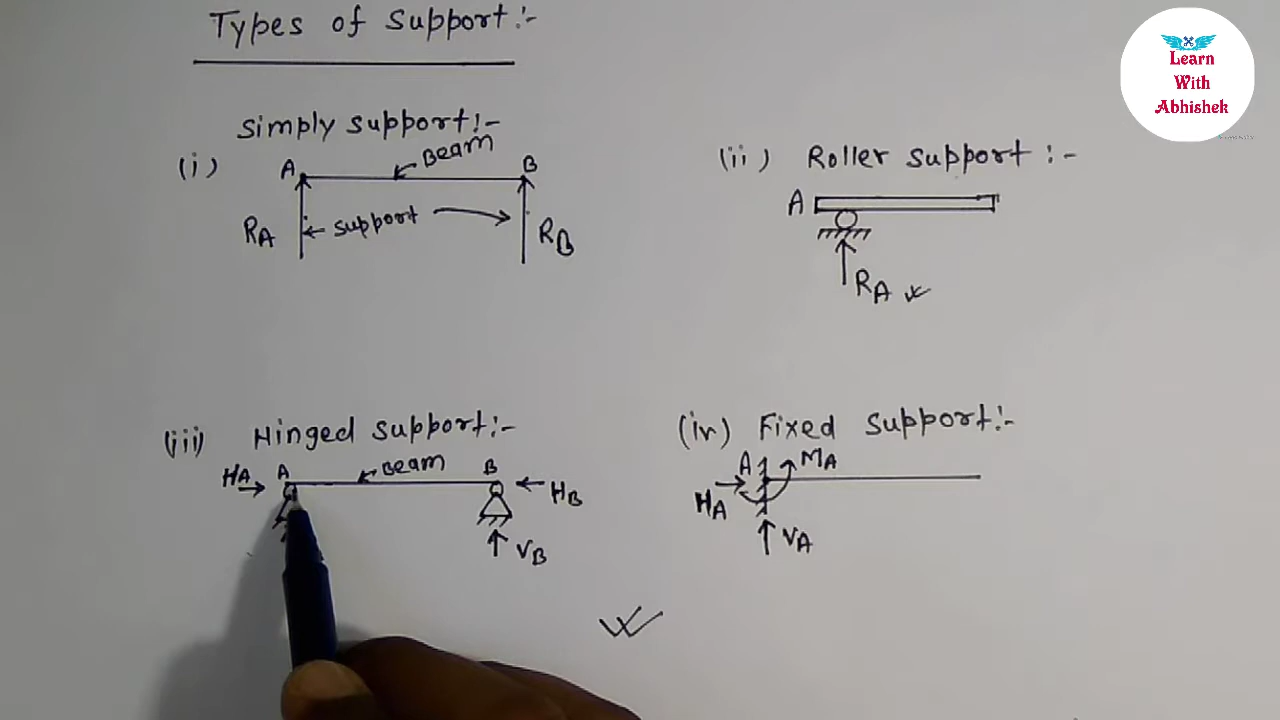 Types of Support:-
Learn
With
Abhishek
Simply support:-
(i) A Beam B
RA support RB
(ii) Roller support:-
A
RA
(iii) Hinged support:-
HA A Beam B HB
VB
(iv) Fixed support:-
A MA
HA
VA